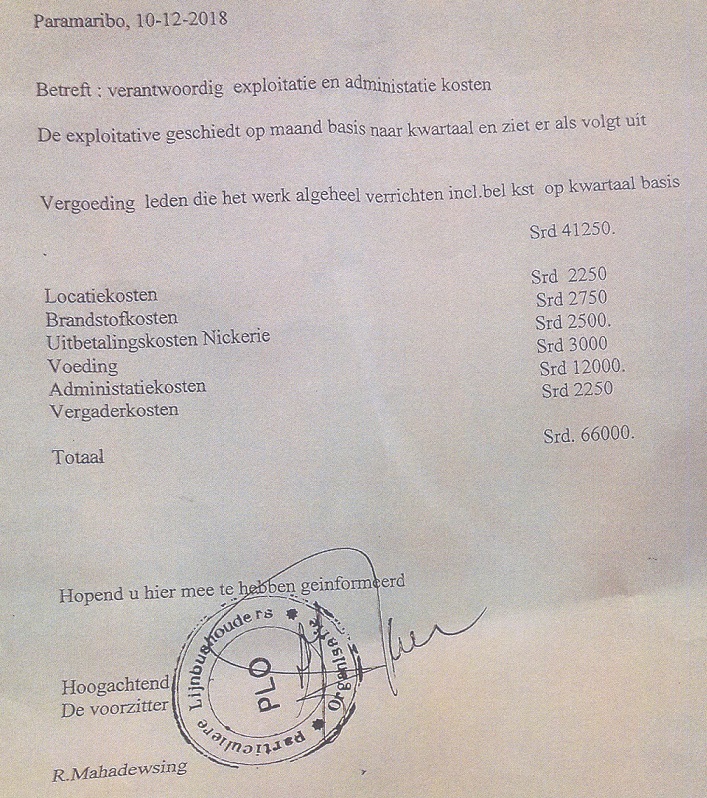 Paramaribo, 10-12-2018
Betreft : verantwoordig exploitatie en administatie kosten
De exploitative geschiedt op maand basis naar kwartaal en ziet er als volgt uit
Vergoeding leden die het werk algeheel verrichten incl.bel kst op kwartaal basis
Srd 41250.
Locatiekosten Srd 2250
Brandstofkosten Srd 2750
Uitbetalingskosten Nickerie Srd 2500.
Voeding Srd 3000
Administatiekosten Srd 12000.
Vergaderkosten Srd 2250
Totaal Srd. 66000.
Hopend u hier mee te hebben geinformeerd
Hoogachtend
De voorzitter
particuliere Lijnbushouders Organisatie
PLO
R.Mahadewsing